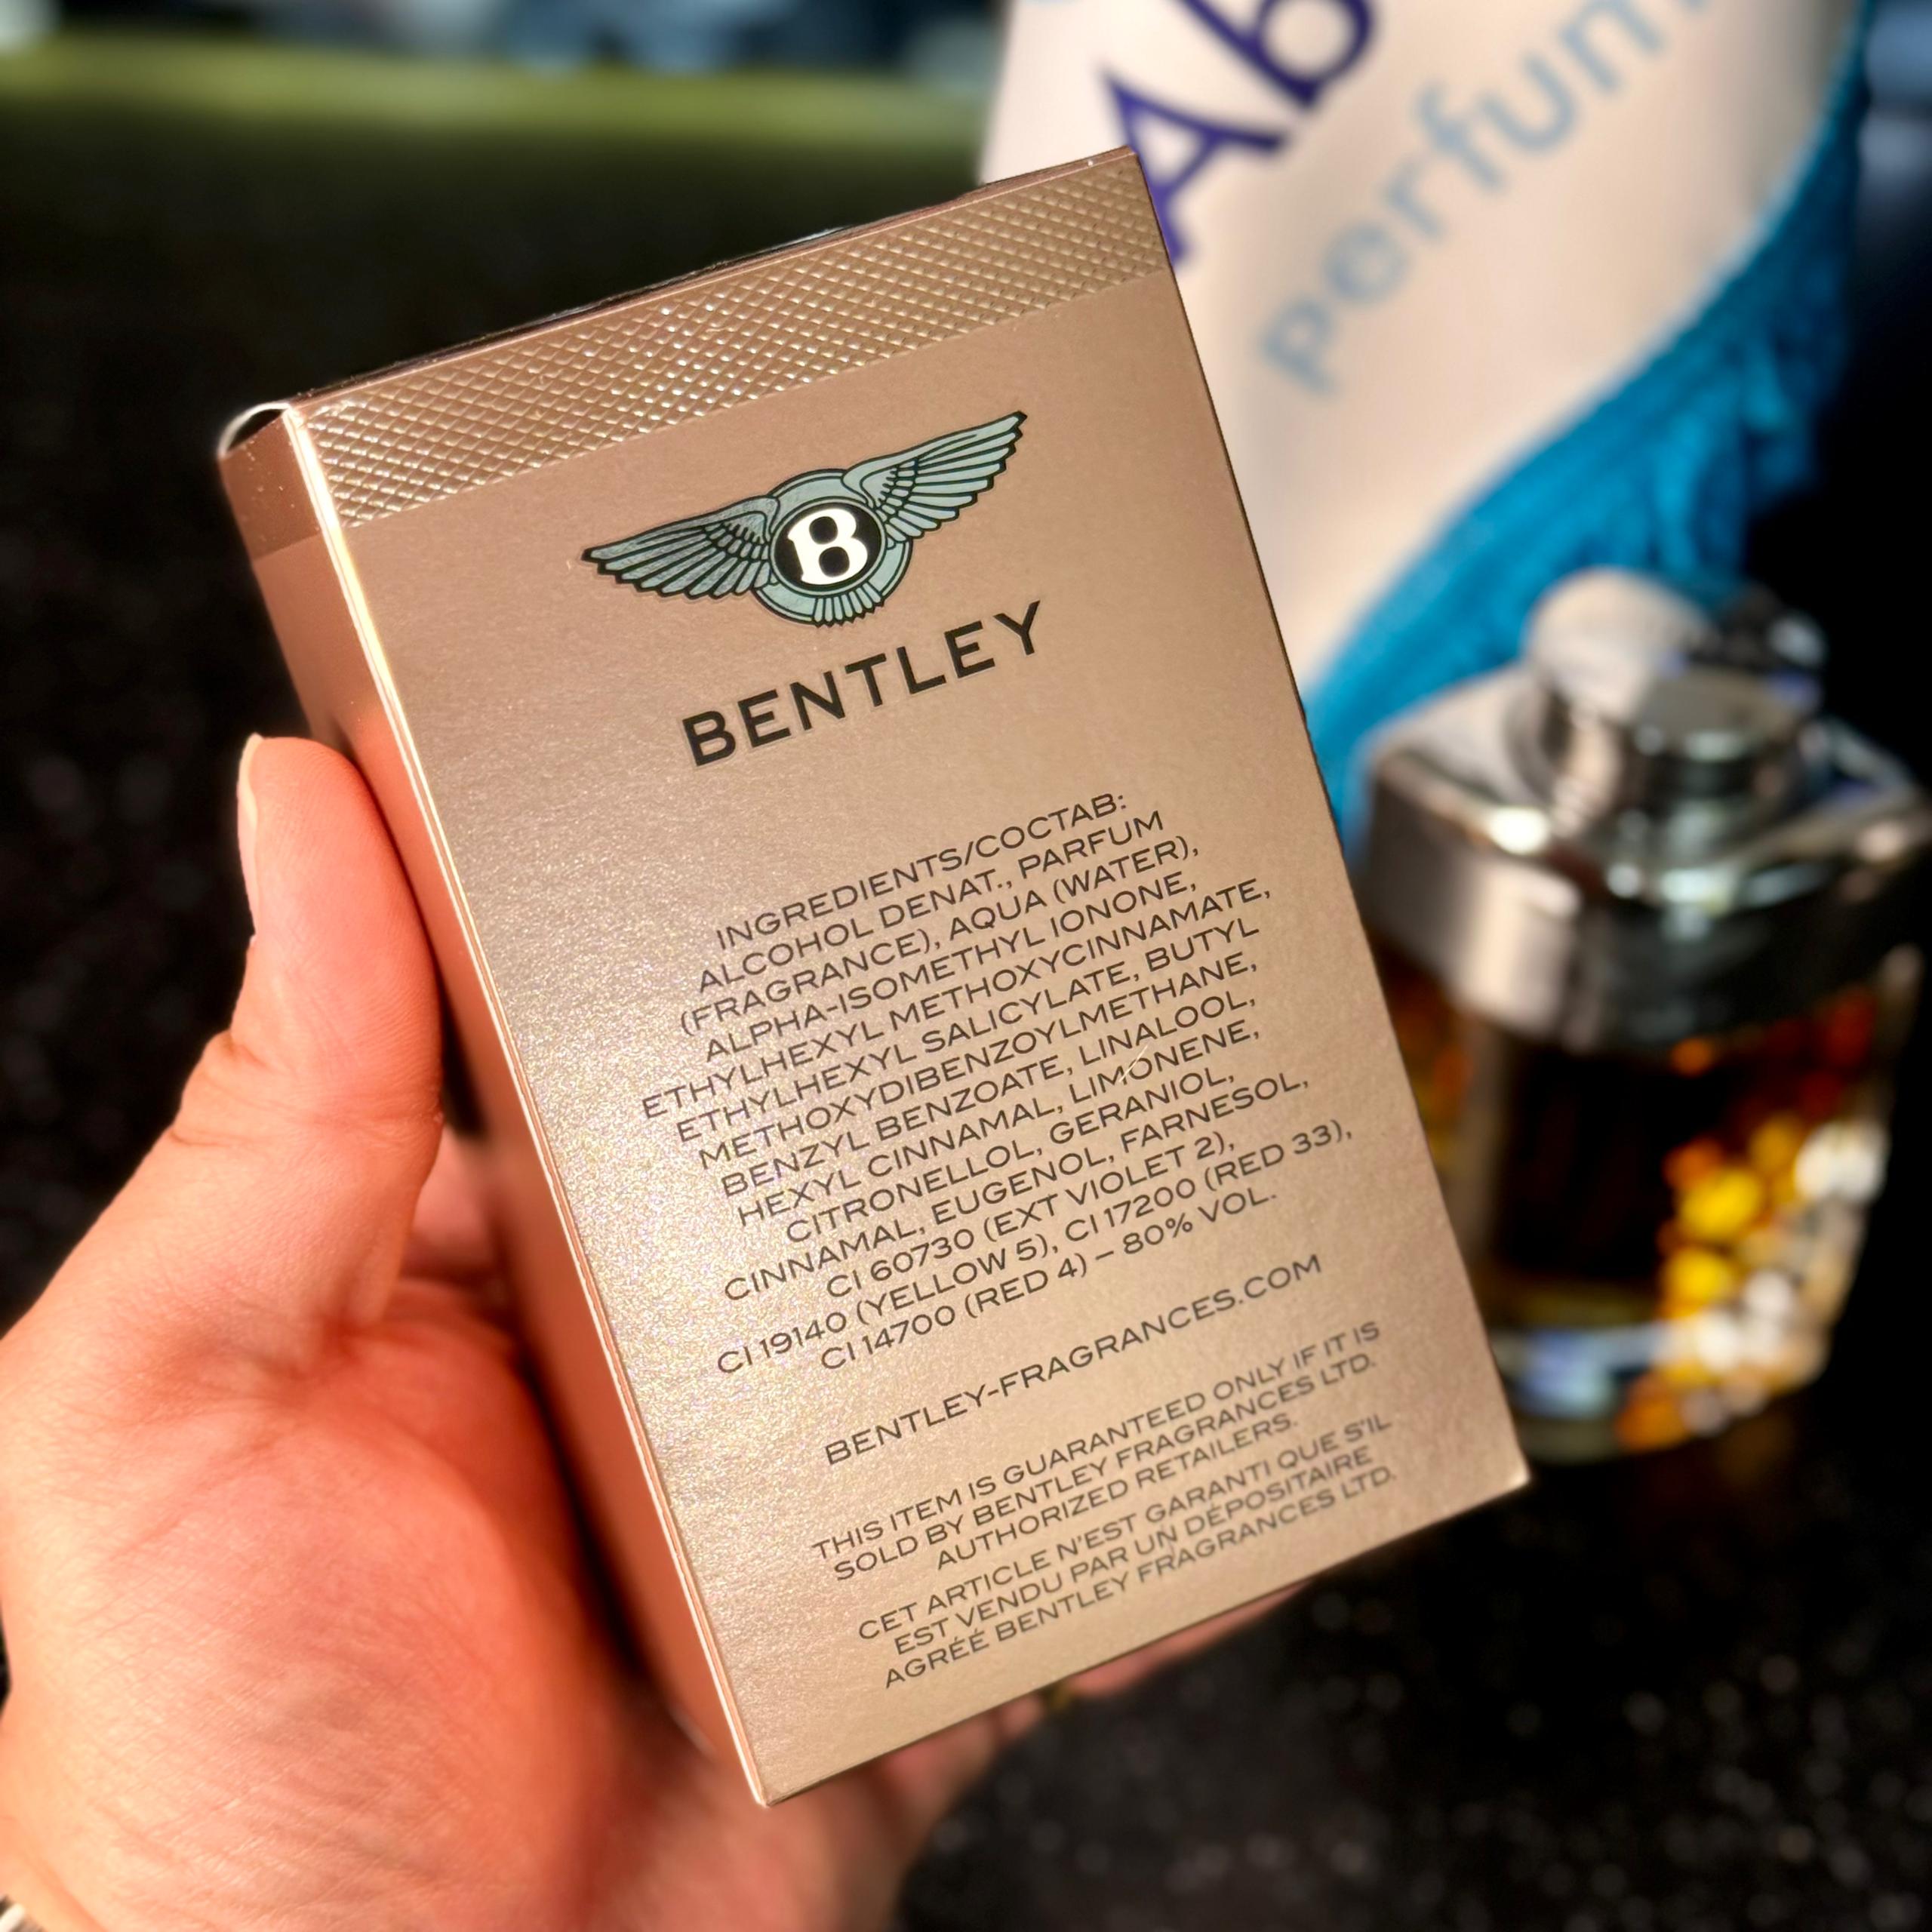 Ab
perfum
B
BENTLEY
INGREDIENTS/COCTAB:
ALCOHOL DENAT., PARFUM
(FRAGRANCE), AQUA (WATER),
ALPHA-ISOMETHYL IONONE,
ETHYLHEXYL METHOXYCINNAMATE,
ETHYLHEXYL SALICYLATE, BUTYL
METHOXYDIBENZOYLMETHANE,
BENZYL BENZOATE, LINALOOL,
HEXYL CINNAMAL, LIMONENE,
CITRONELLOL, GERANIOL,
CINNAMAL, EUGENOL, FARNESOL,
CI 60730 (EXT VIOLET 2),
CI 19140 (YELLOW 5), CI 17200 (RED 33),
CI 14700 (RED 4) – 80% VOL.
BENTLEY-FRAGRANCES.COM
THIS ITEM IS GUARANTEED ONLY IF IT IS
SOLD BY BENTLEY FRAGRANCES LTD.
AUTHORIZED RETAILERS.
CET ARTICLE N'EST GARANTI QUE S'IL
EST VENDU PAR UN DÉPOSITAIRE
AGRÉÉ BENTLEY FRAGRANCES LTD.